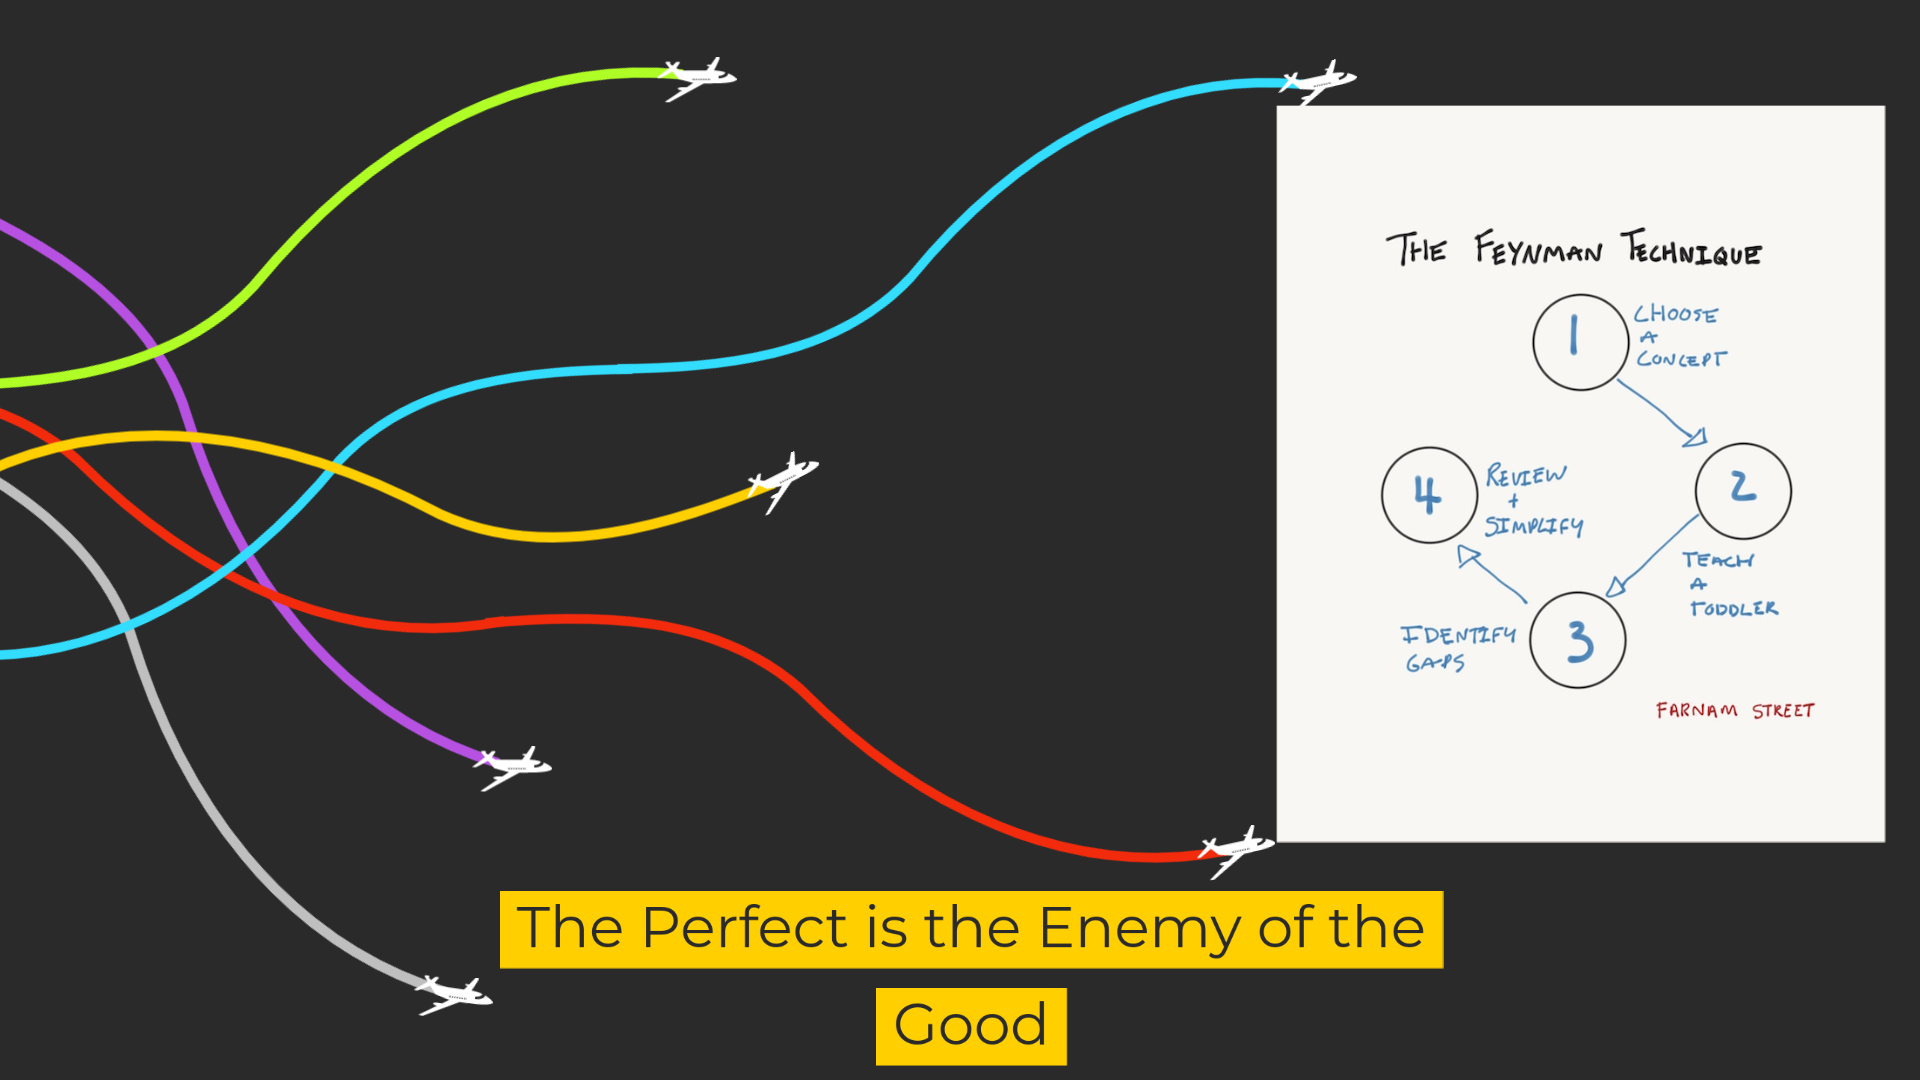 THE FEYNMAN TECHNIQUE
1
CHOOSE
A
CONCEPT
2
TEACH
A
TODDLER
3
IDENTIFY
GAPS
4
REVIEW
+
SIMPLIFY
FARNAM STREET
The Perfect is the Enemy of the
Good